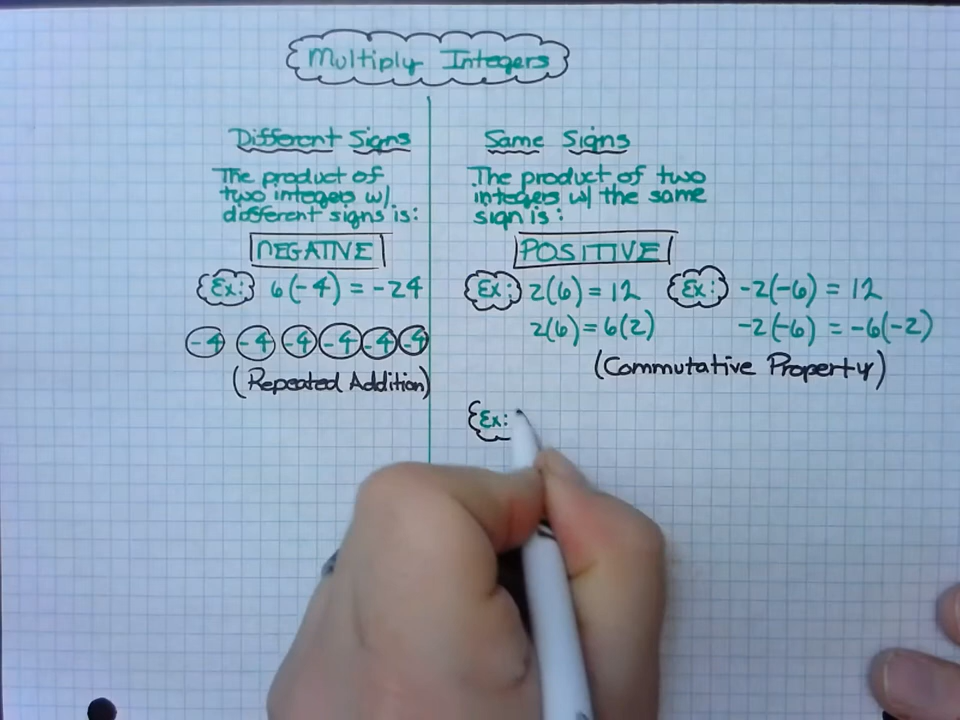 Multiply Integers
Different Signs
The product of
two integers w/
different signs is:
NEGATIVE
Ex: 6(-4) = -24
-4 -4 -4 -4 -4 -4
(Repeated Addition)
Same Signs
The product of two
integers w/ the same
sign is:
POSITIVE
Ex: 2(6) = 12 Ex: -2(-6) = 12
2(6) = 6(2) -2(-6) = -6(-2)
(Commutative Property)
Ex: